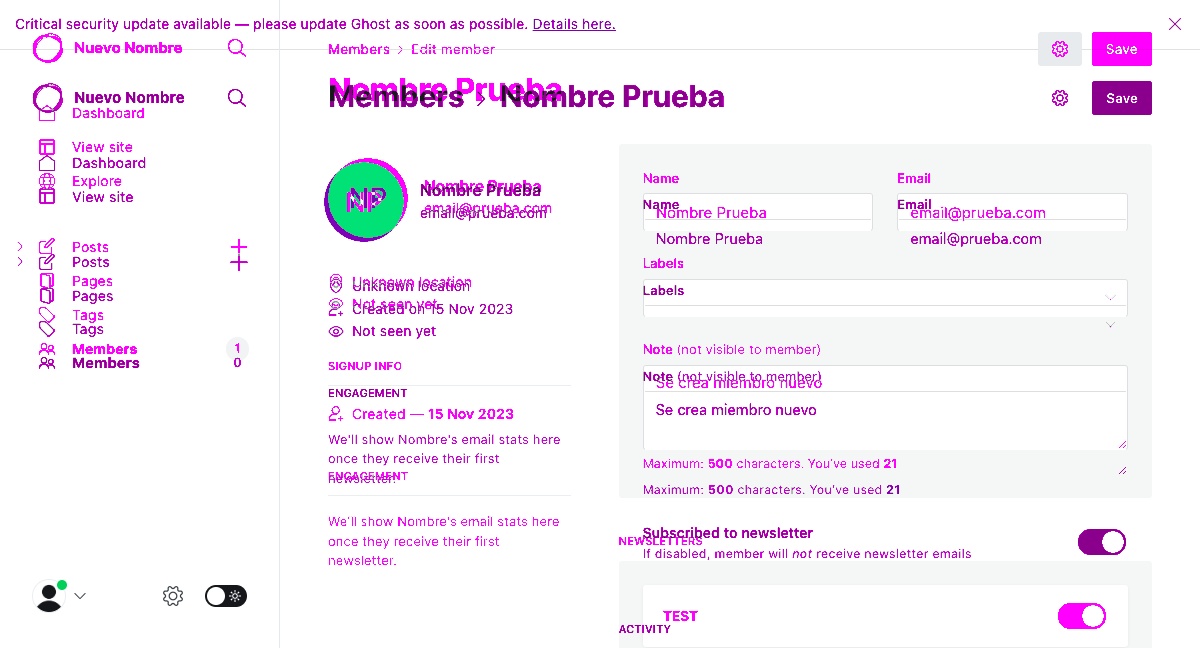 Critical security update available — please update Ghost as soon as possible. Details here.
Nuevo Nombre
Members > Edit member
Save
Nombre Prueba
Members > Nombre Prueba
Save
Nuevo Nombre
Dashboard
View site
Dashboard
Explore
View site
Posts
Posts
Pages
Pages
Tags
Tags
Members 1
Members 0
NP
NP
Nombre Prueba
Nombre Prueba
email@prueba.com
email@prueba.com
Unknown location
Unknown location
Not seen yet
Created on 15 Nov 2023
Not seen yet
SIGNUP INFO
ENGAGEMENT
Created — 15 Nov 2023
We'll show Nombre's email stats here
once they receive their first
newsletter.
ENGAGEMENT
We'll show Nombre's email stats here
once they receive their first
newsletter.
Name
Email
Name
Email
Nombre Prueba
email@prueba.com
Nombre Prueba
email@prueba.com
Labels
Labels
Note (not visible to member)
Note (not visible to member)
Se crea miembro nuevo
Se crea miembro nuevo
Maximum: 500 characters. You've used 21
Maximum: 500 characters. You've used 21
Subscribed to newsletter
NEWSLETTERS
If disabled, member will not receive newsletter emails
TEST
ACTIVITY